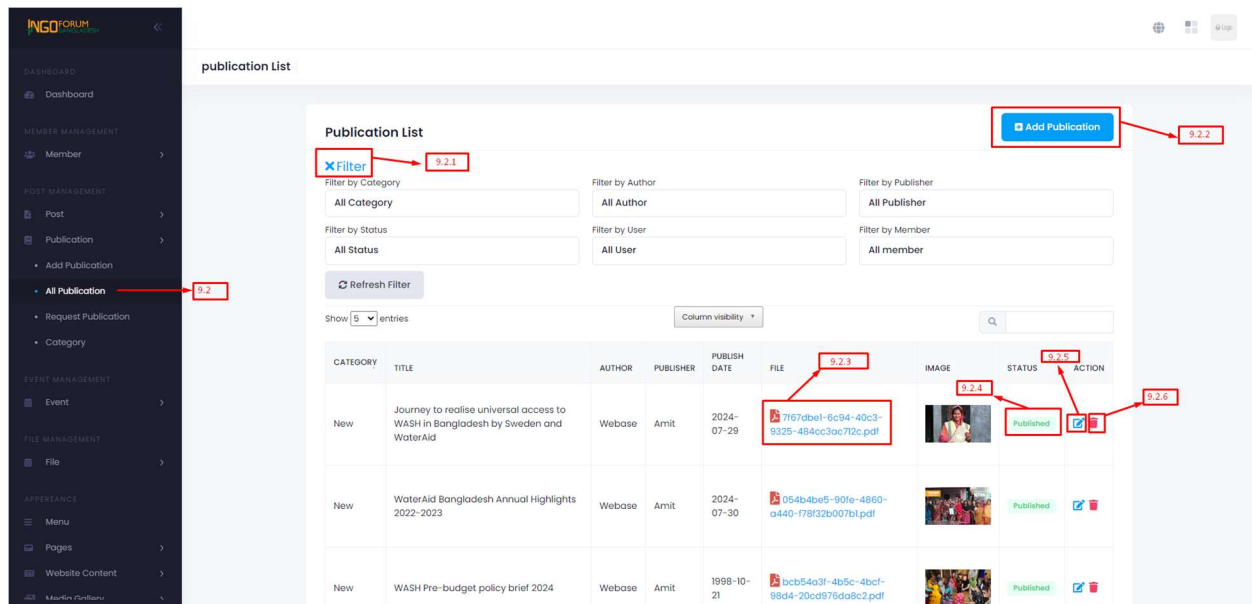 INGO FORUM
BANGLADESH
Logo
publication List
DASHBOARD
Dashboard
MEMBER MANAGEMENT
Member
POST MANAGEMENT
Post
Publication
Add Publication
All Publication
9.2
Request Publication
Category
EVENT MANAGEMENT
Event
FILE MANAGEMENT
File
APPEREANCE
Menu
Pages
Website Content
Media Gallery
Publication List
Add Publication
9.2.2
Filter
9.2.1
Filter by Category
Filter by Author
Filter by Publisher
All Category
All Author
All Publisher
Filter by Status
Filter by User
Filter by Member
All Status
All User
All member
Refresh Filter
Show 5 entries
Column visibility
9.2.3
9.2.5
9.2.4
9.2.6
CATEGORY TITLE AUTHOR PUBLISHER PUBLISH DATE FILE IMAGE STATUS ACTION
New Journey to realise universal access to WASH in Bangladesh by Sweden and WaterAid Webase Amit 2024-07-29 7f67dbe1-6c94-40c3-9325-484cc3ac712c.pdf Published
New WaterAid Bangladesh Annual Highlights 2022-2023 Webase Amit 2024-07-30 054b4be5-90fe-4860-a440-f78f32b007b1.pdf Published
New WASH Pre-budget policy brief 2024 Webase Amit 1998-10-21 bcb54a3f-4b5c-4bcf-98d4-20cd976da8c2.pdf Published